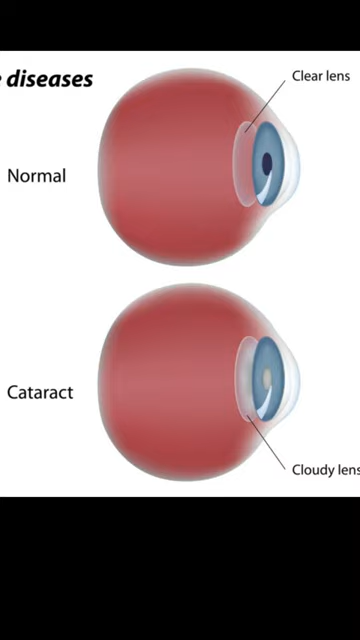 e diseases
Clear lens
Normal
Cataract
Cloudy lens